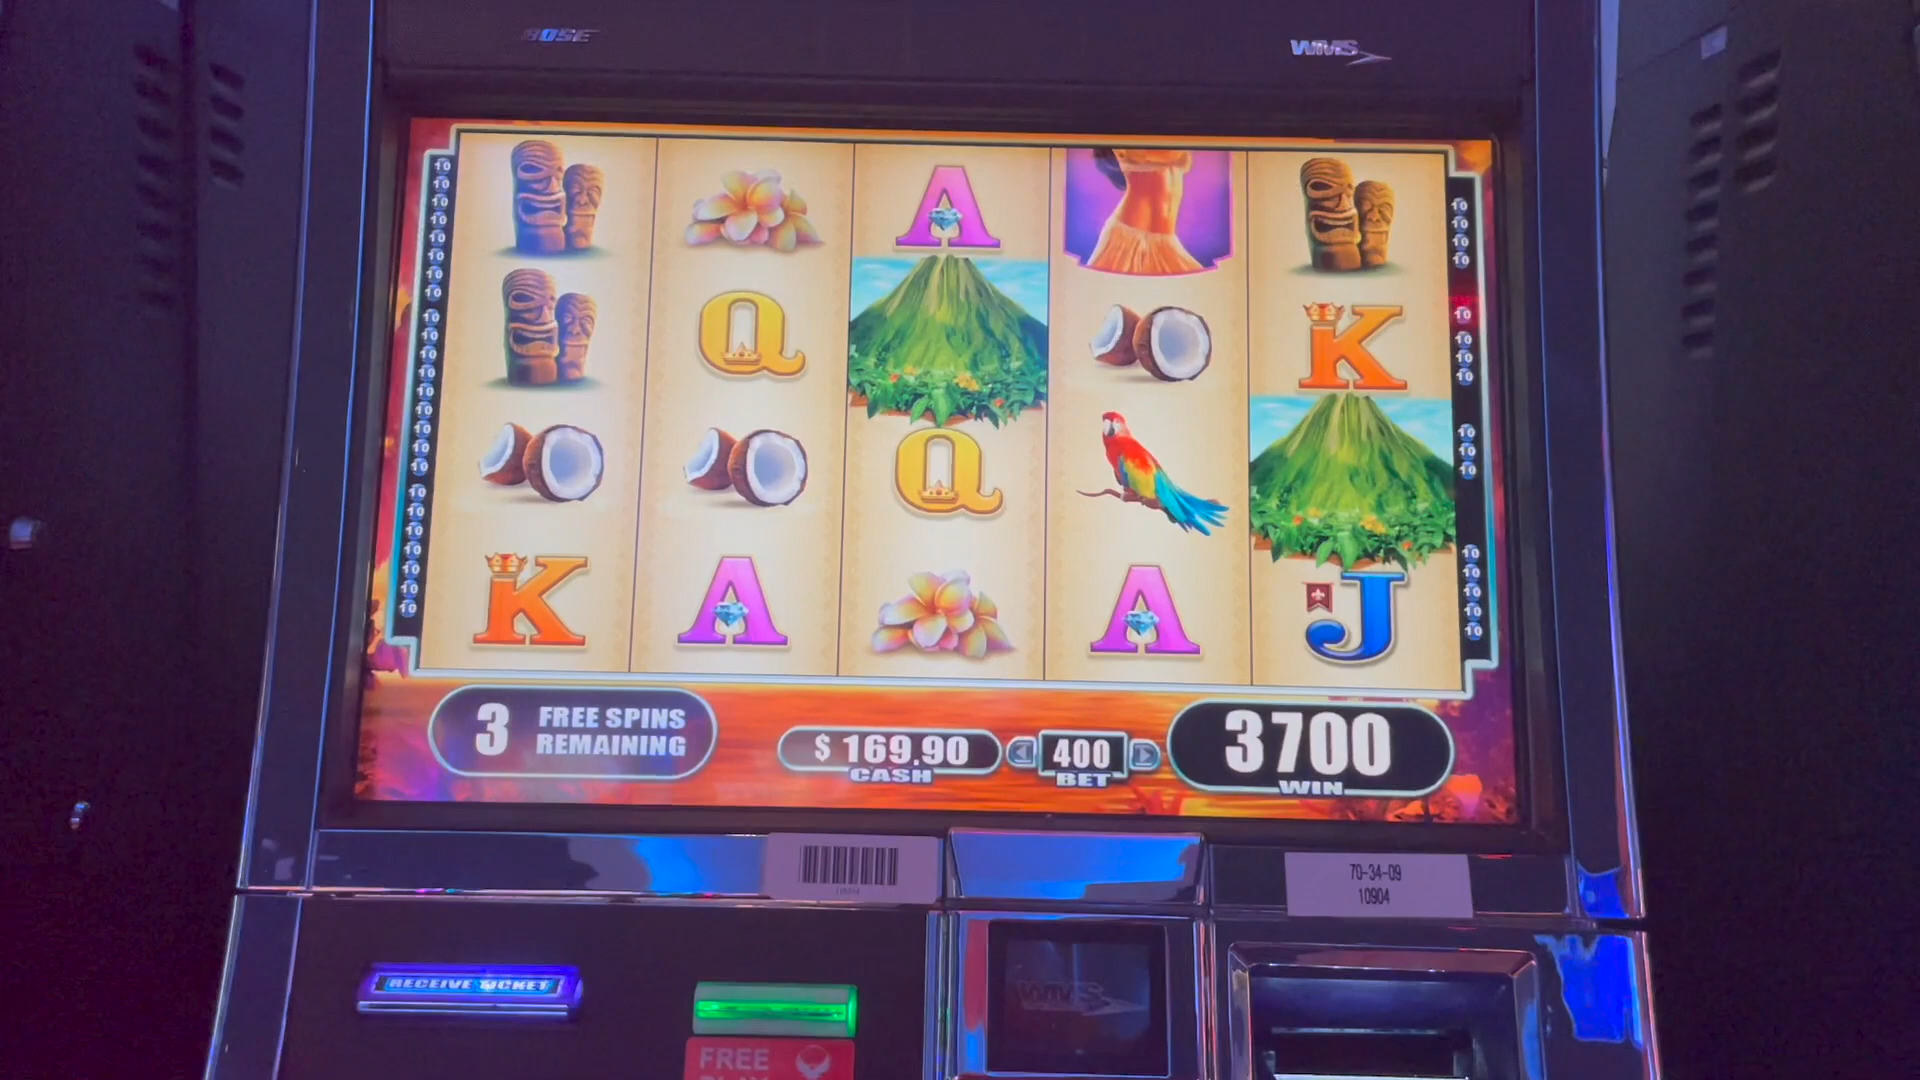 BOSE
WMS
A
Q
K
Q
K
A
A
J
3 FREE SPINS REMAINING
$ 169.90
CASH
400
BET
3700
WIN
70-34-09
10904
RECEIVE TICKET
WMS
FREE